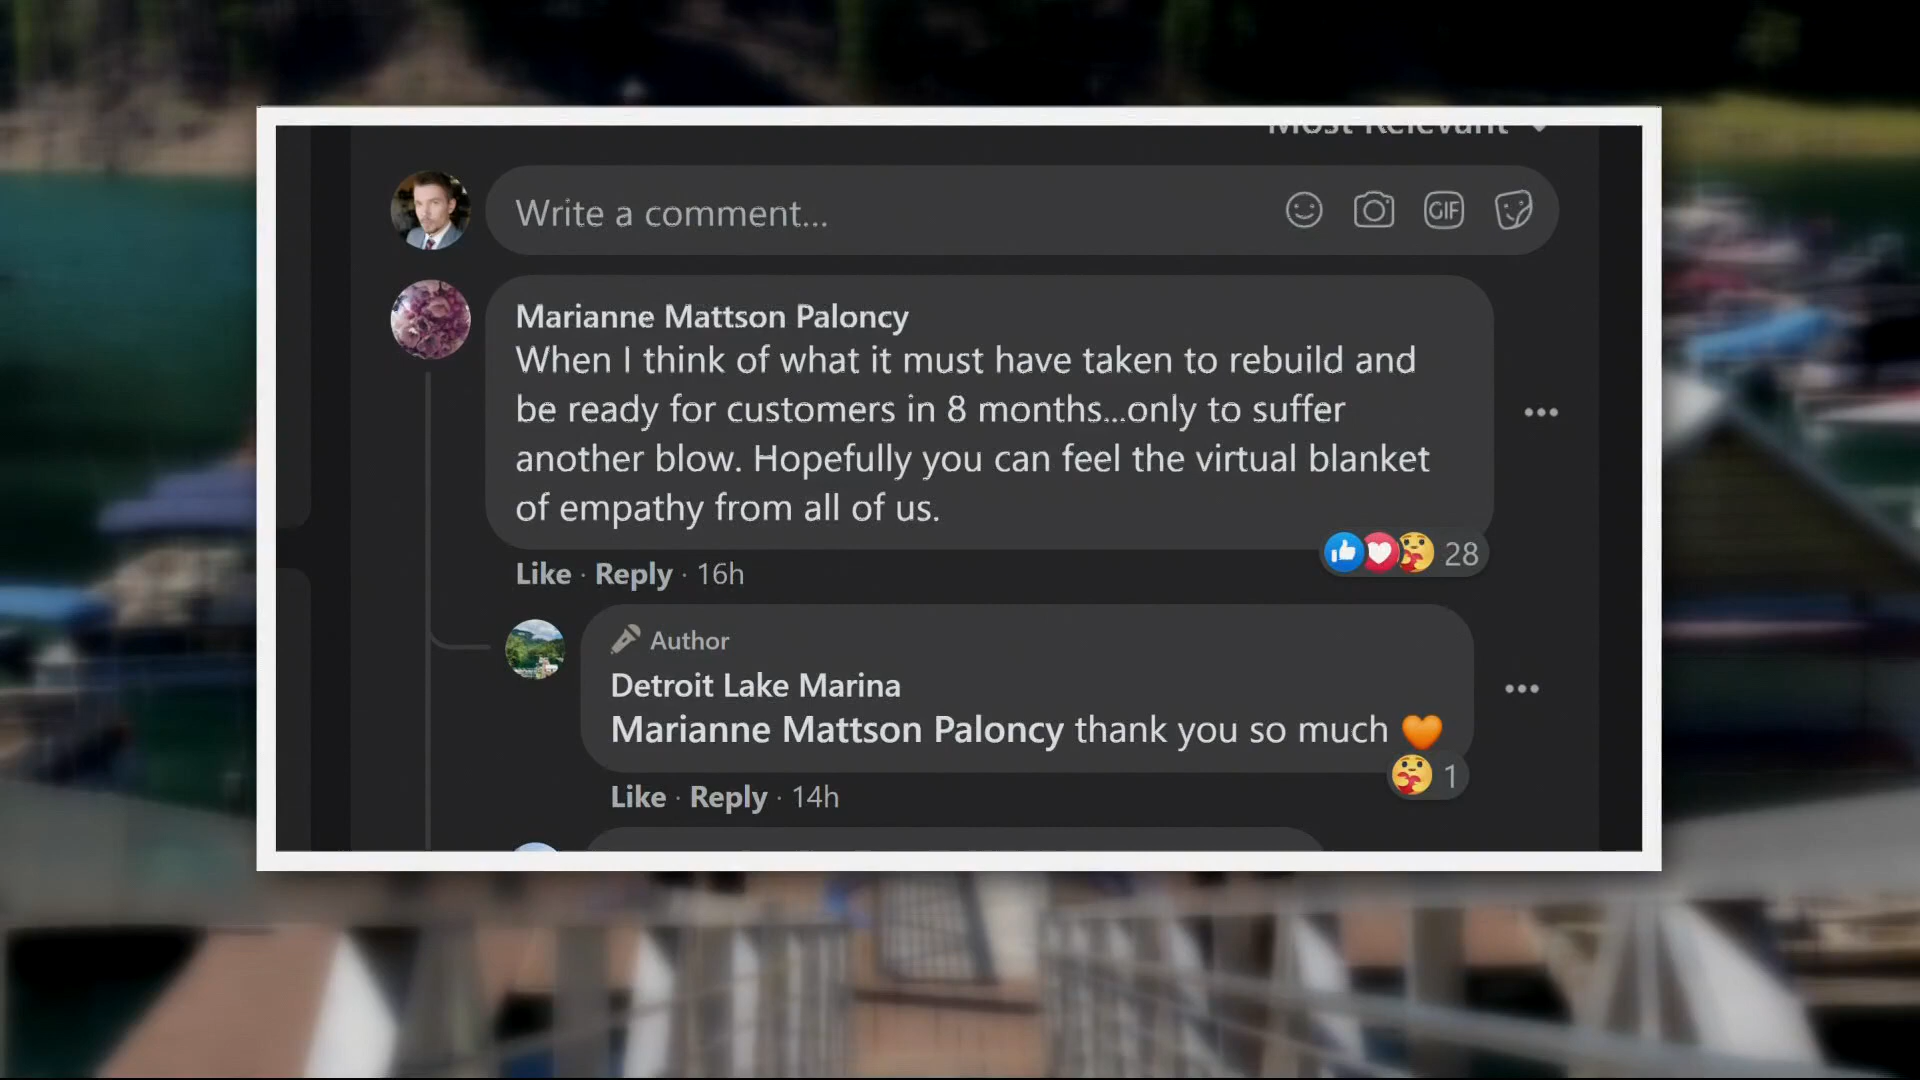 Most Relevant
Write a comment...
GIF
Marianne Mattson Paloncy
When I think of what it must have taken to rebuild and
be ready for customers in 8 months...only to suffer
another blow. Hopefully you can feel the virtual blanket
of empathy from all of us.
28
Like · Reply · 16h
Author
Detroit Lake Marina
Marianne Mattson Paloncy thank you so much 🧡
1
Like · Reply · 14h